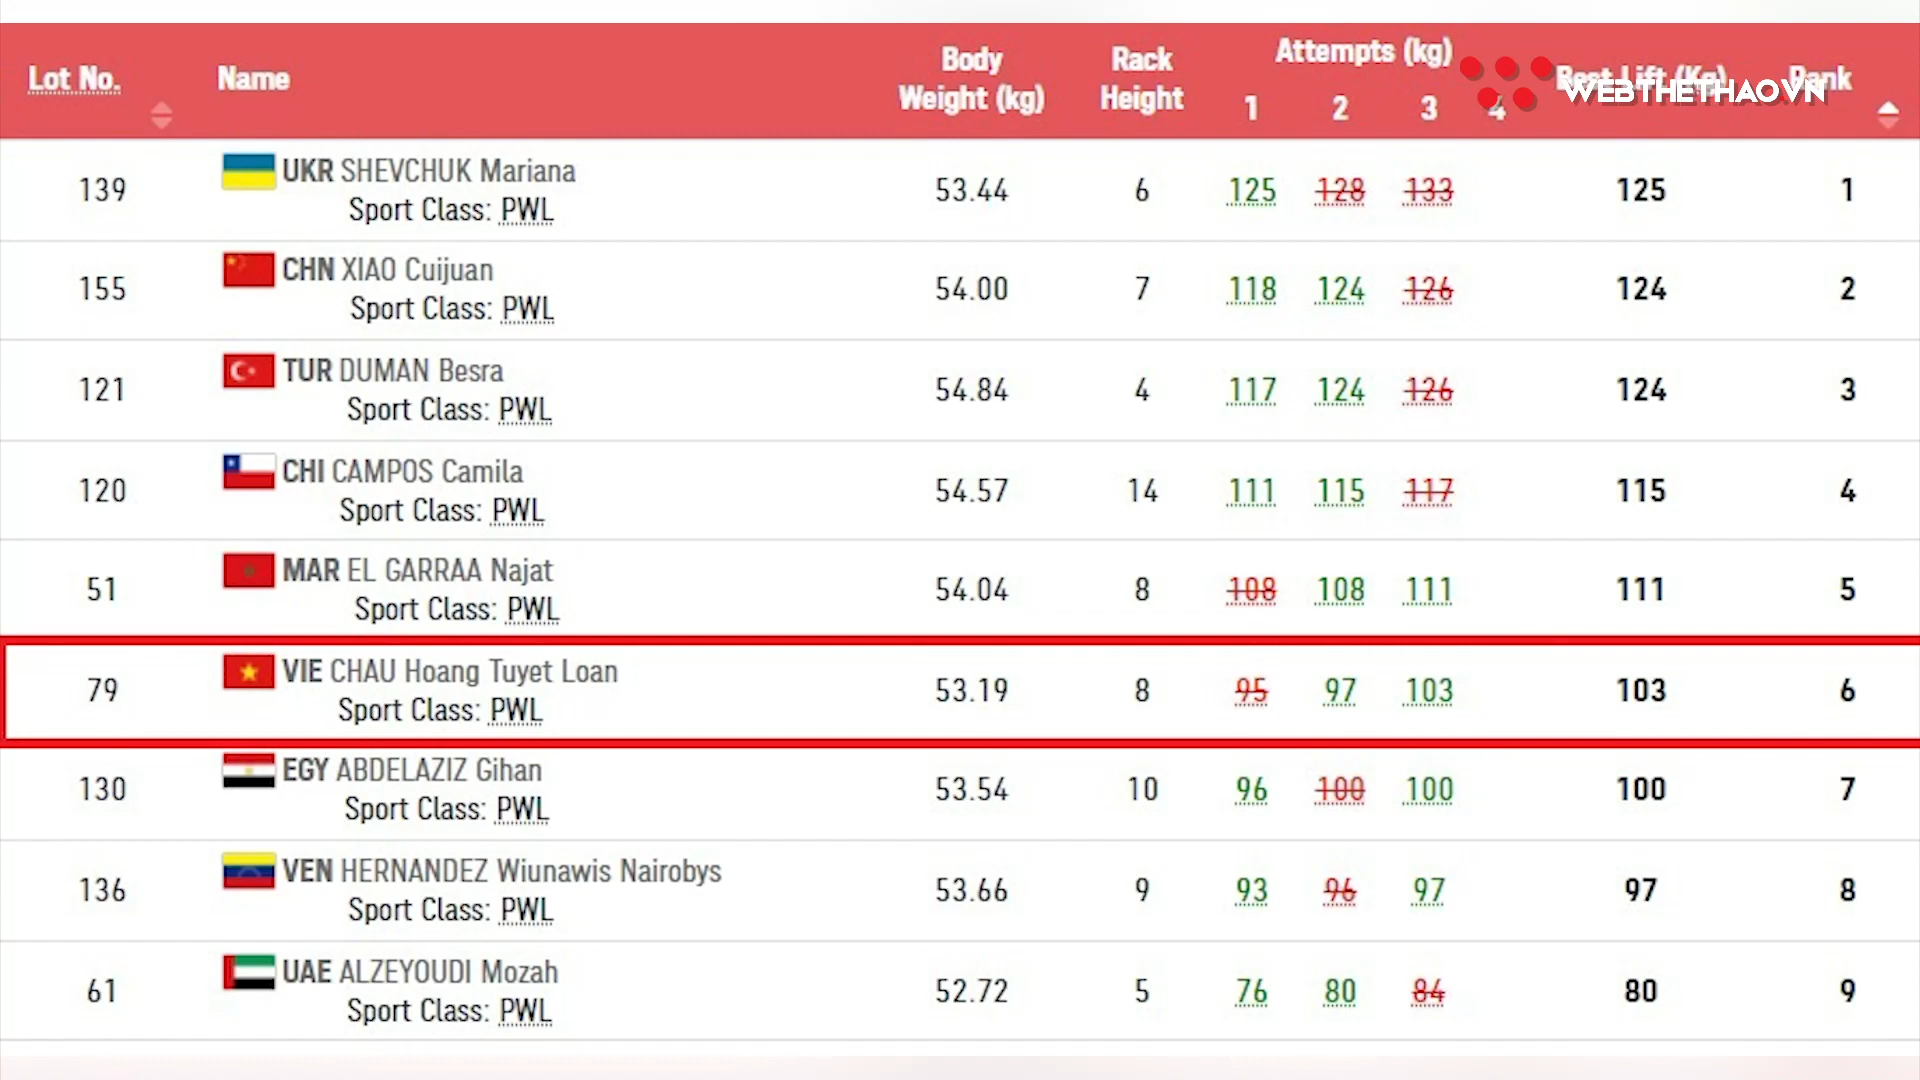 Lot No. Name Body Weight (kg) Rack Height Attempts (kg) 1 2 3 4 Best Lift (Kg) Rank
WEBTHETHAOVN
139 UKR SHEVCHUK Mariana 53.44 6 125 128 133 125 1
Sport Class: PWL
155 CHN XIAO Cuijuan 54.00 7 118 124 126 124 2
Sport Class: PWL
121 TUR DUMAN Besra 54.84 4 117 124 126 124 3
Sport Class: PWL
120 CHI CAMPOS Camila 54.57 14 111 115 117 115 4
Sport Class: PWL
51 MAR EL GARRAA Najat 54.04 8 108 108 111 111 5
Sport Class: PWL
79 VIE CHAU Hoang Tuyet Loan 53.19 8 95 97 103 103 6
Sport Class: PWL
130 EGY ABDELAZIZ Gihan 53.54 10 96 100 100 100 7
Sport Class: PWL
136 VEN HERNANDEZ Wiunawis Nairobys 53.66 9 93 96 97 97 8
Sport Class: PWL
61 UAE ALZEYOUDI Mozah 52.72 5 76 80 84 80 9
Sport Class: PWL